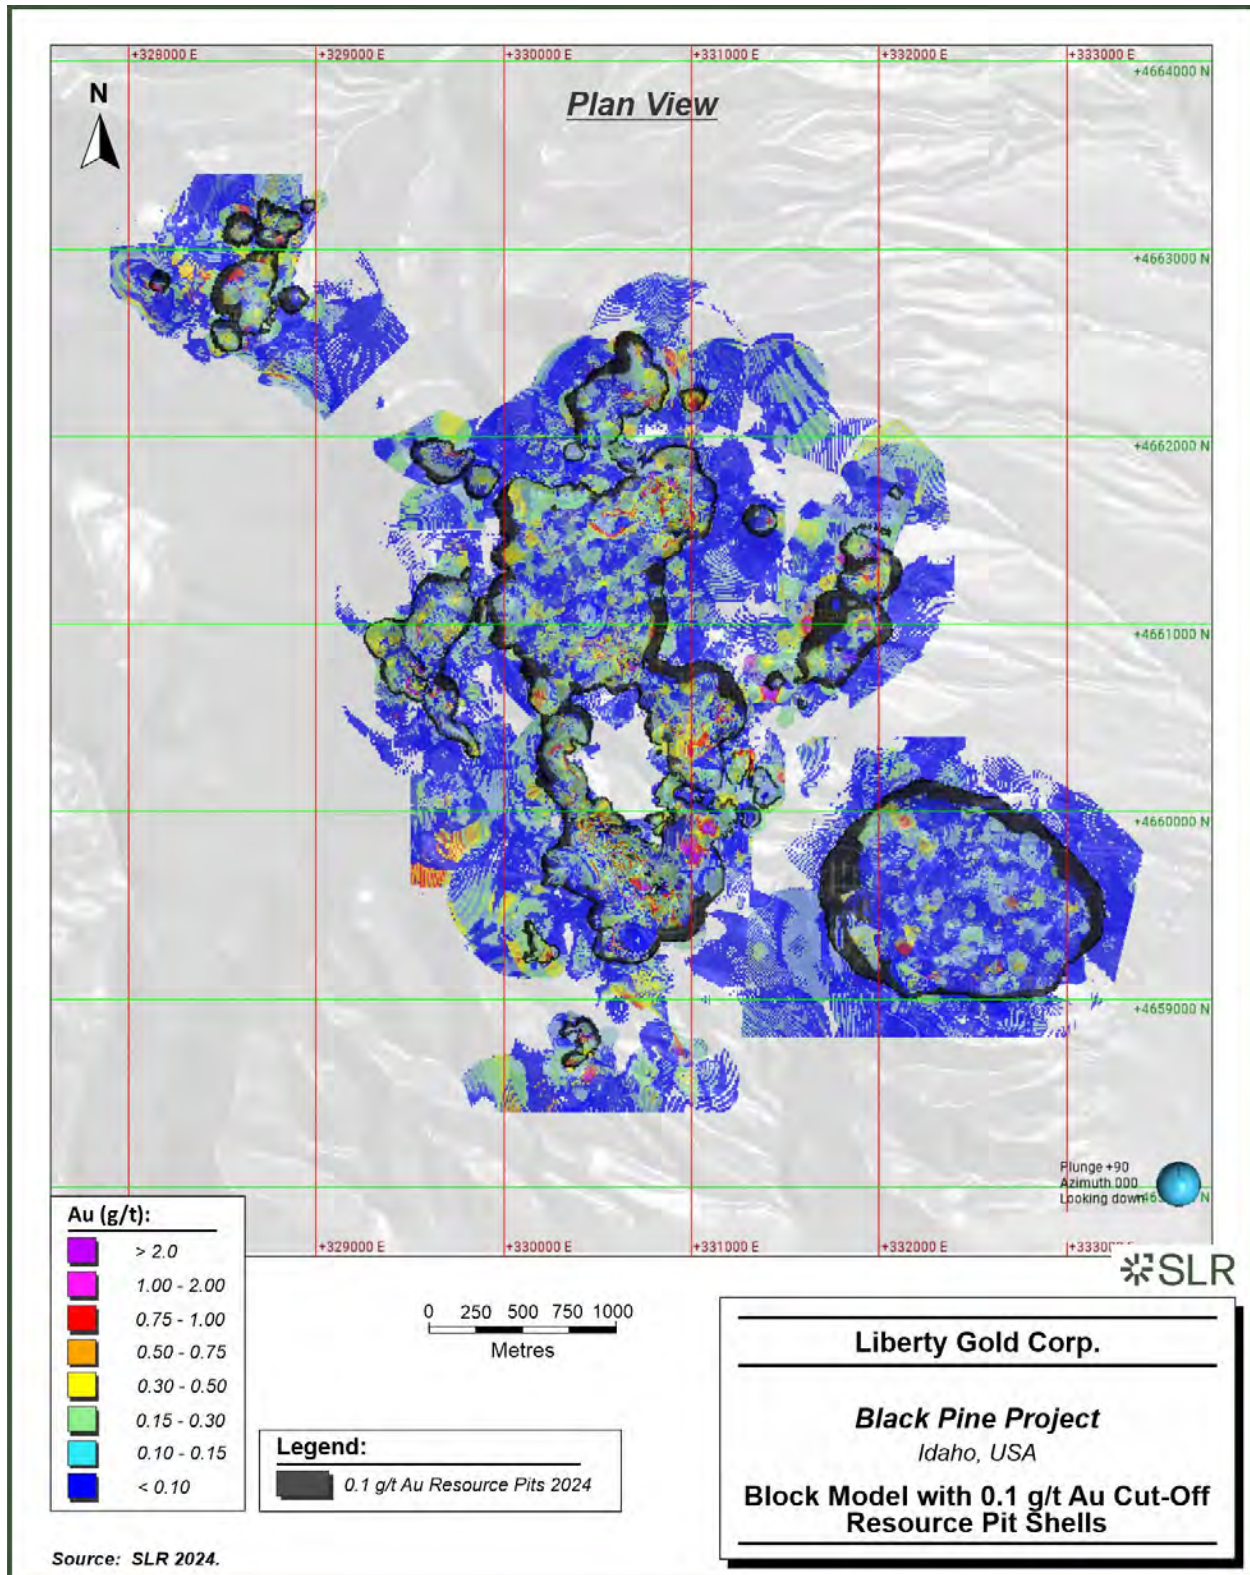 +328000 E
+329000 E
+330000 E
+331000 E
+332000 E
+333000 E
+4664000 N
N
Plan View
+4663000 N
+4662000 N
+4661000 N
+4660000 N
+4659000 N
Plunge +90
Azimuth 000
Looking down
N
+329000 E
+330000 E
+331000 E
+332000 E
SLR
Au (g/t):
> 2.0
1.00 - 2.00
0.75 - 1.00
0.50 - 0.75
0.30 - 0.50
0.15 - 0.30
0.10 - 0.15
< 0.10
0 250 500 750 1000
Metres
Legend:
0.1 g/t Au Resource Pits 2024
Liberty Gold Corp.
Black Pine Project
Idaho, USA
Block Model with 0.1 g/t Au Cut-Off
Resource Pit Shells
Source: SLR 2024.